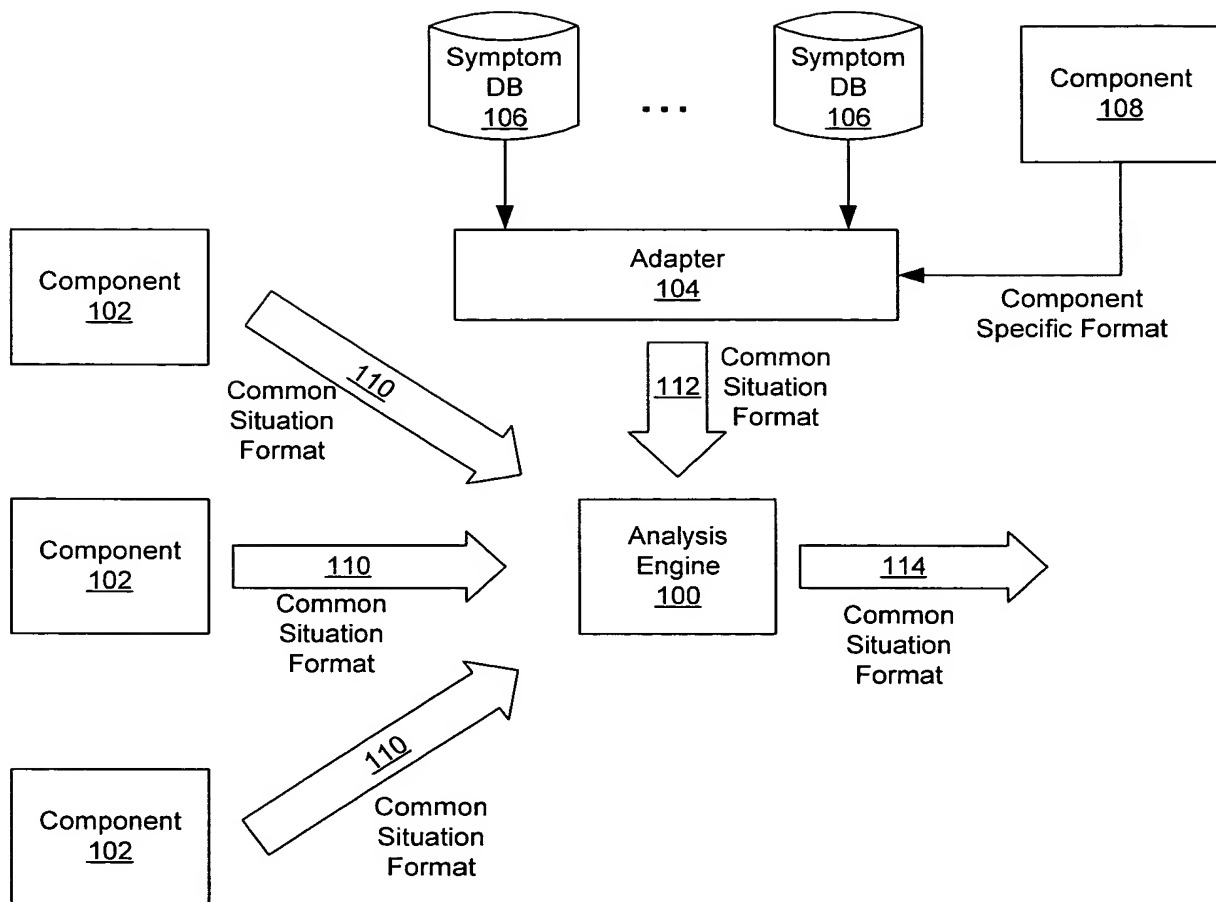 Symptom
DB
106
...
Symptom
DB
106
Component
108
Adapter
104
Component
Specific Format
Component
102
110
Common
Situation
Format
112
Common
Situation
Format
Component
102
110
Common
Situation
Format
Analysis
Engine
100
114
Common
Situation
Format
Component
102
110
Common
Situation
Format